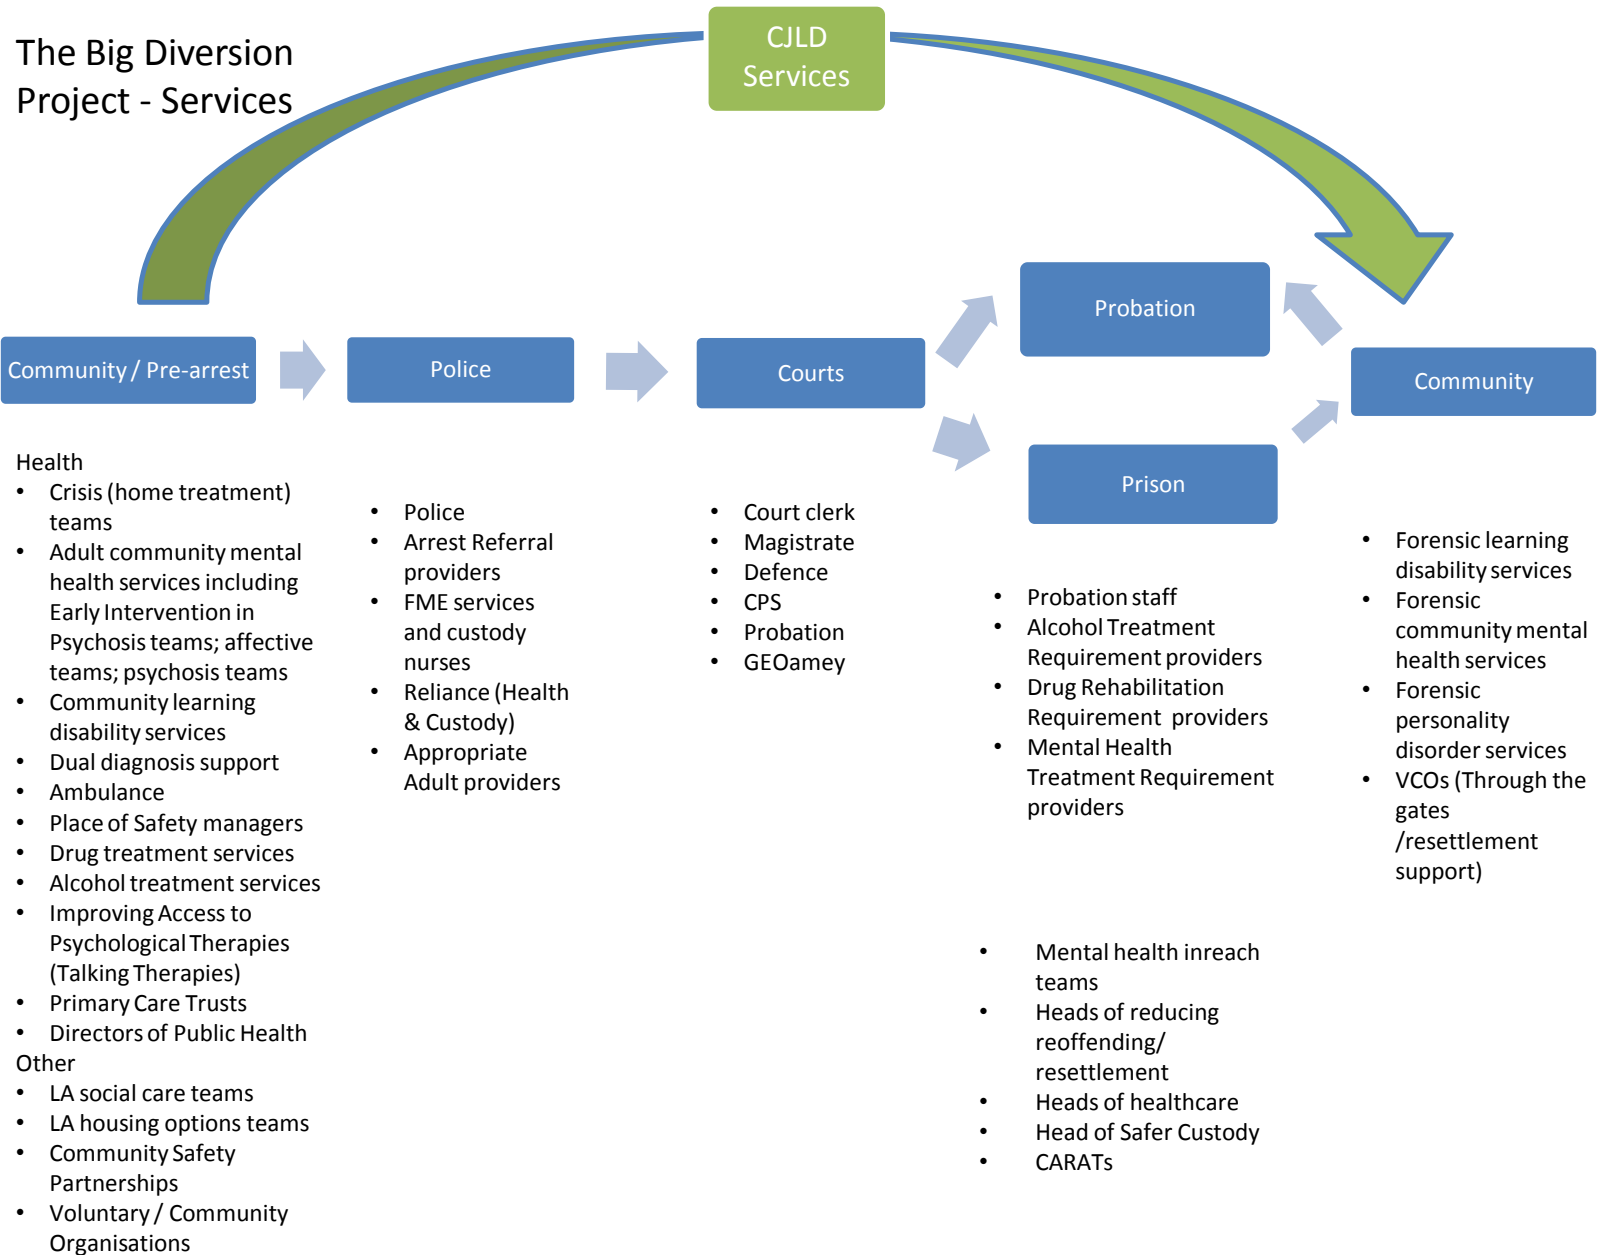 The Big Diversion
Project - Services
CJLD
Services
Community / Pre-arrest
Police
Courts
Probation
Prison
Community
Health
• Crisis (home treatment)
teams
• Adult community mental
health services including
Early Intervention in
Psychosis teams; affective
teams; psychosis teams
• Community learning
disability services
• Dual diagnosis support
• Ambulance
• Place of Safety managers
• Drug treatment services
• Alcohol treatment services
• Improving Access to
Psychological Therapies
(Talking Therapies)
• Primary Care Trusts
• Directors of Public Health
Other
• LA social care teams
• LA housing options teams
• Community Safety
Partnerships
• Voluntary / Community
Organisations
• Police
• Arrest Referral
providers
• FME services
and custody
nurses
• Reliance (Health
& Custody)
• Appropriate
Adult providers
• Court clerk
• Magistrate
• Defence
• CPS
• Probation
• GEOamey
• Probation staff
• Alcohol Treatment
Requirement providers
• Drug Rehabilitation
Requirement providers
• Mental Health
Treatment Requirement
providers
• Mental health inreach
teams
• Heads of reducing
reoffending/
resettlement
• Heads of healthcare
• Head of Safer Custody
• CARATs
• Forensic learning
disability services
• Forensic
community mental
health services
• Forensic
personality
disorder services
• VCOs (Through the
gates
/resettlement
support)